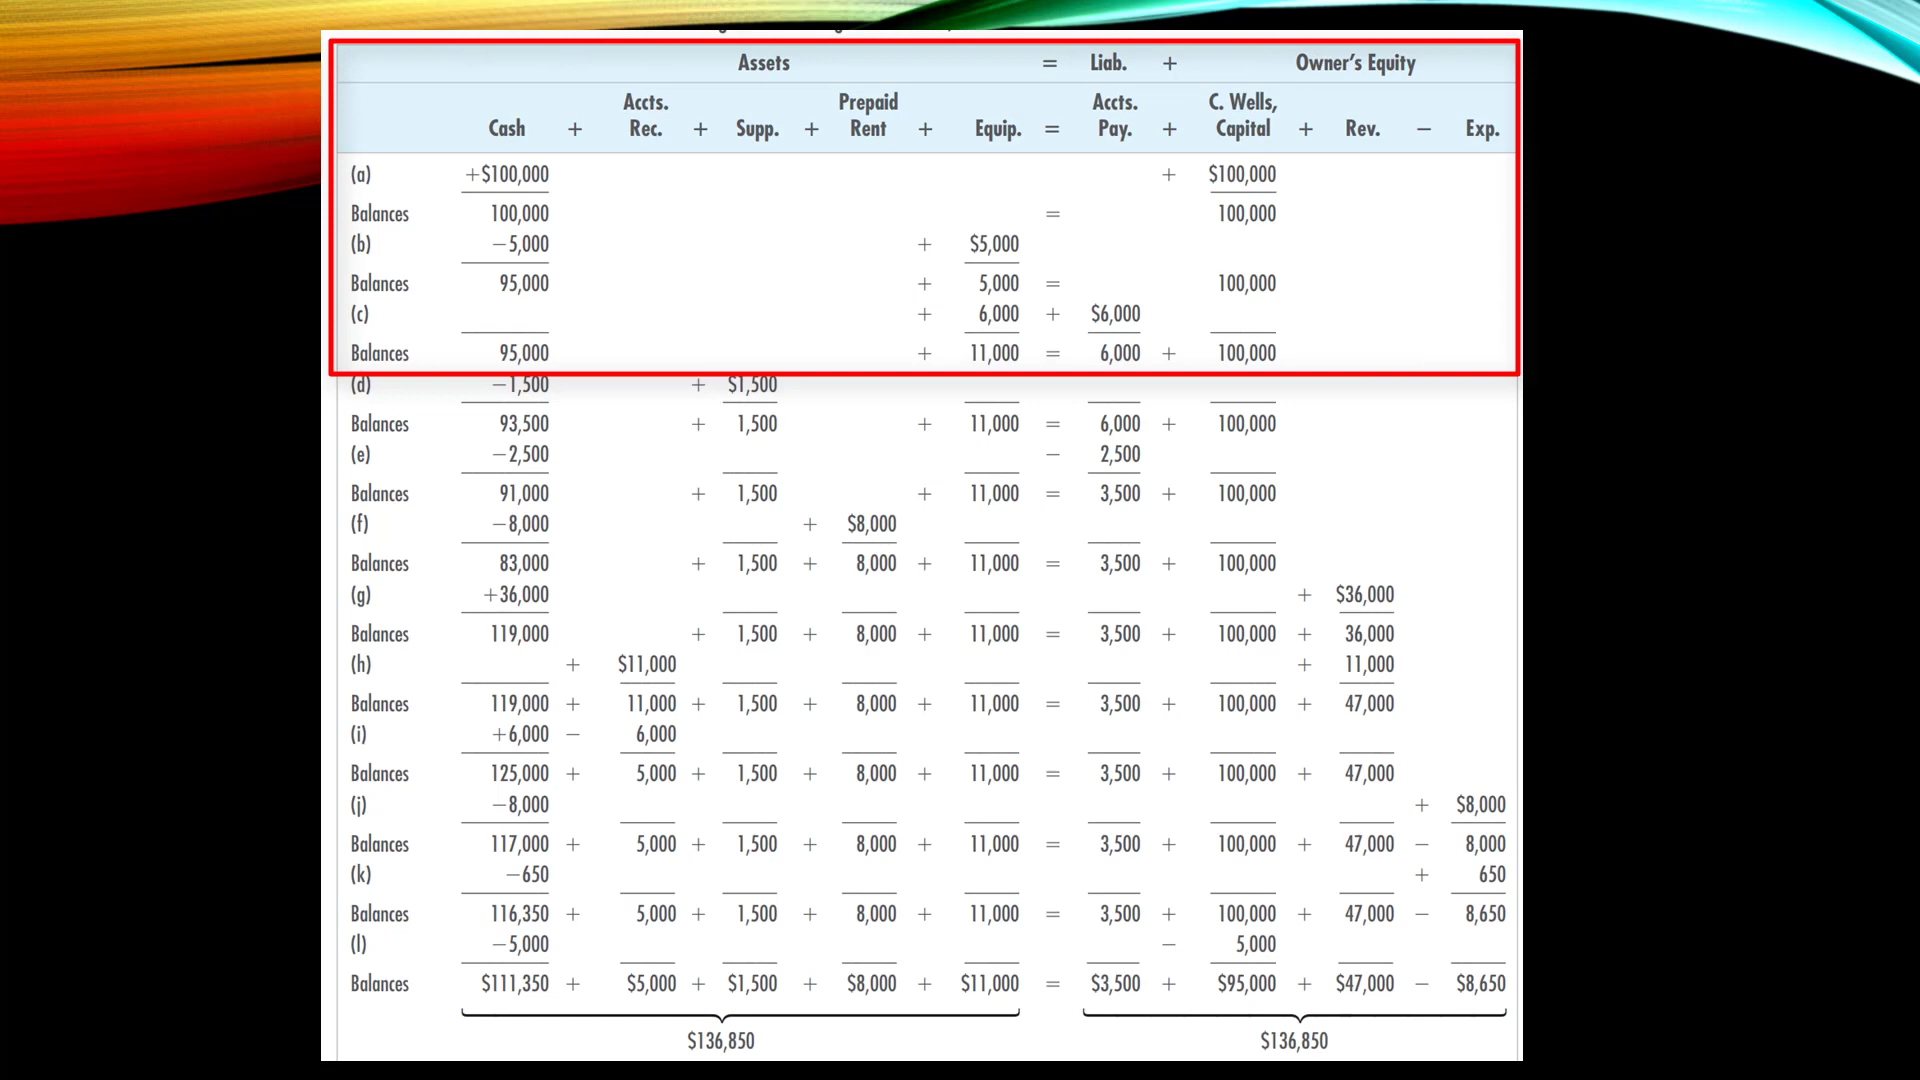 Assets = Liab. + Owner's Equity
Accts. Prepaid Accts. C. Wells,
Cash + Rec. + Supp. + Rent + Equip. = Pay. + Capital + Rev. − Exp.
(a) +$100,000 + $100,000
Balances 100,000 = 100,000
(b) −5,000 + $5,000
Balances 95,000 + 5,000 = 100,000
(c) + 6,000 + $6,000
Balances 95,000 + 11,000 = 6,000 + 100,000
(d) −1,500 + $1,500
Balances 93,500 + 1,500 + 11,000 = 6,000 + 100,000
(e) −2,500 − 2,500
Balances 91,000 + 1,500 + 11,000 = 3,500 + 100,000
(f) −8,000 + $8,000
Balances 83,000 + 1,500 + 8,000 + 11,000 = 3,500 + 100,000
(g) +36,000 + $36,000
Balances 119,000 + 1,500 + 8,000 + 11,000 = 3,500 + 100,000 + 36,000
(h) + $11,000 + 11,000
Balances 119,000 + 11,000 + 1,500 + 8,000 + 11,000 = 3,500 + 100,000 + 47,000
(i) +6,000 − 6,000
Balances 125,000 + 5,000 + 1,500 + 8,000 + 11,000 = 3,500 + 100,000 + 47,000
(j) −8,000 + $8,000
Balances 117,000 + 5,000 + 1,500 + 8,000 + 11,000 = 3,500 + 100,000 + 47,000 − 8,000
(k) −650 + 650
Balances 116,350 + 5,000 + 1,500 + 8,000 + 11,000 = 3,500 + 100,000 + 47,000 − 8,650
(l) −5,000 − 5,000
Balances $111,350 + $5,000 + $1,500 + $8,000 + $11,000 = $3,500 + $95,000 + $47,000 − $8,650
$136,850 $136,850